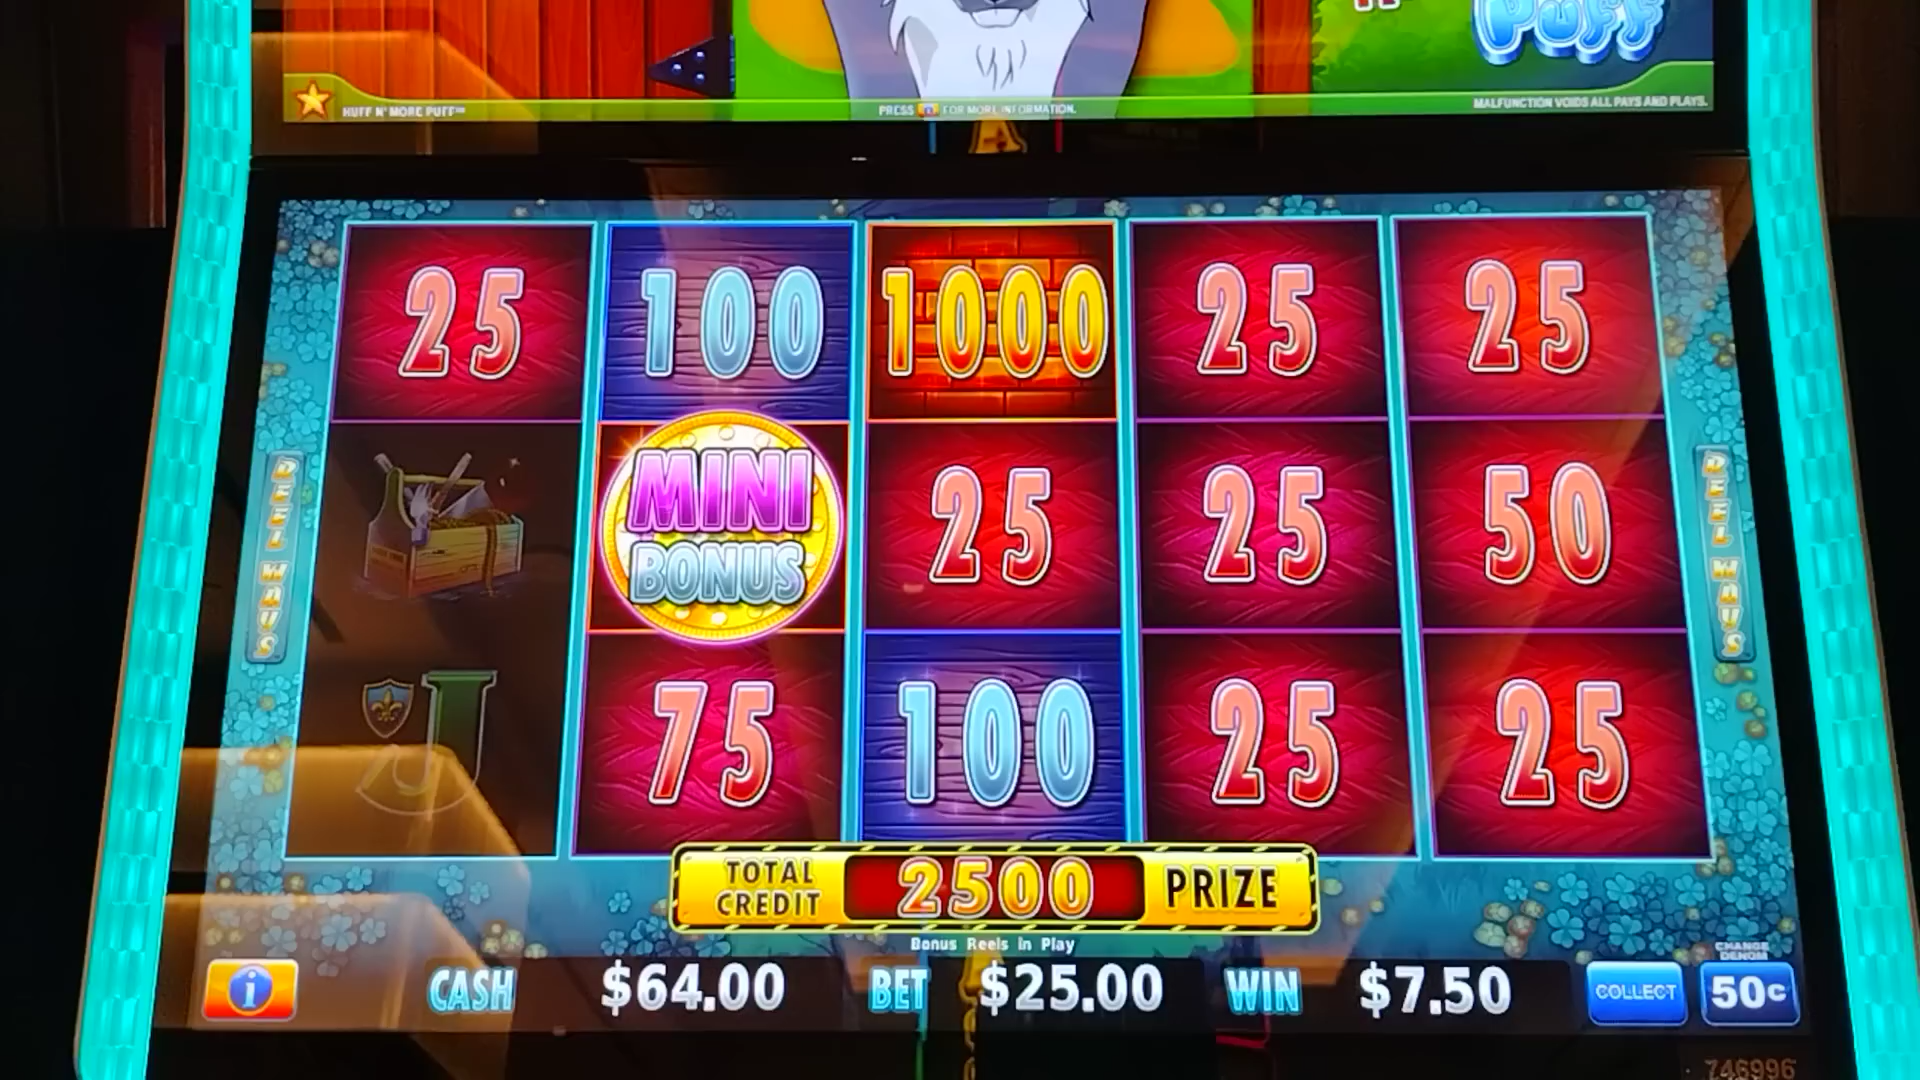 Puff
HUFF N' MORE PUFF™
PRESS i FOR MORE INFORMATION.
MALFUNCTION VOIDS ALL PAYS AND PLAYS.
25 100 1000 25 25
REEL WAYS
MINI
BONUS
25 25 50
REEL WAYS
J 75 100 25 25
TOTAL
CREDIT
2500
PRIZE
Bonus Reels In Play
i
CASH $64.00 BET $25.00 WIN $7.50
COLLECT
CHANGE
DENOM
50¢
746996